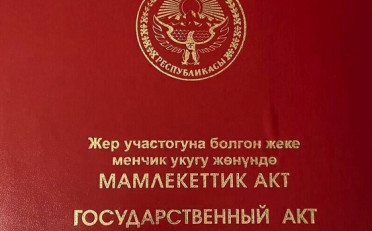 РЕСПУБЛИКАСЫ
Жер участогуна болгон жеке
менчик укугу жөнүндө
МАМЛЕКЕТТИК АКТ
ГОСУДАРСТВЕННЫЙ АКТ